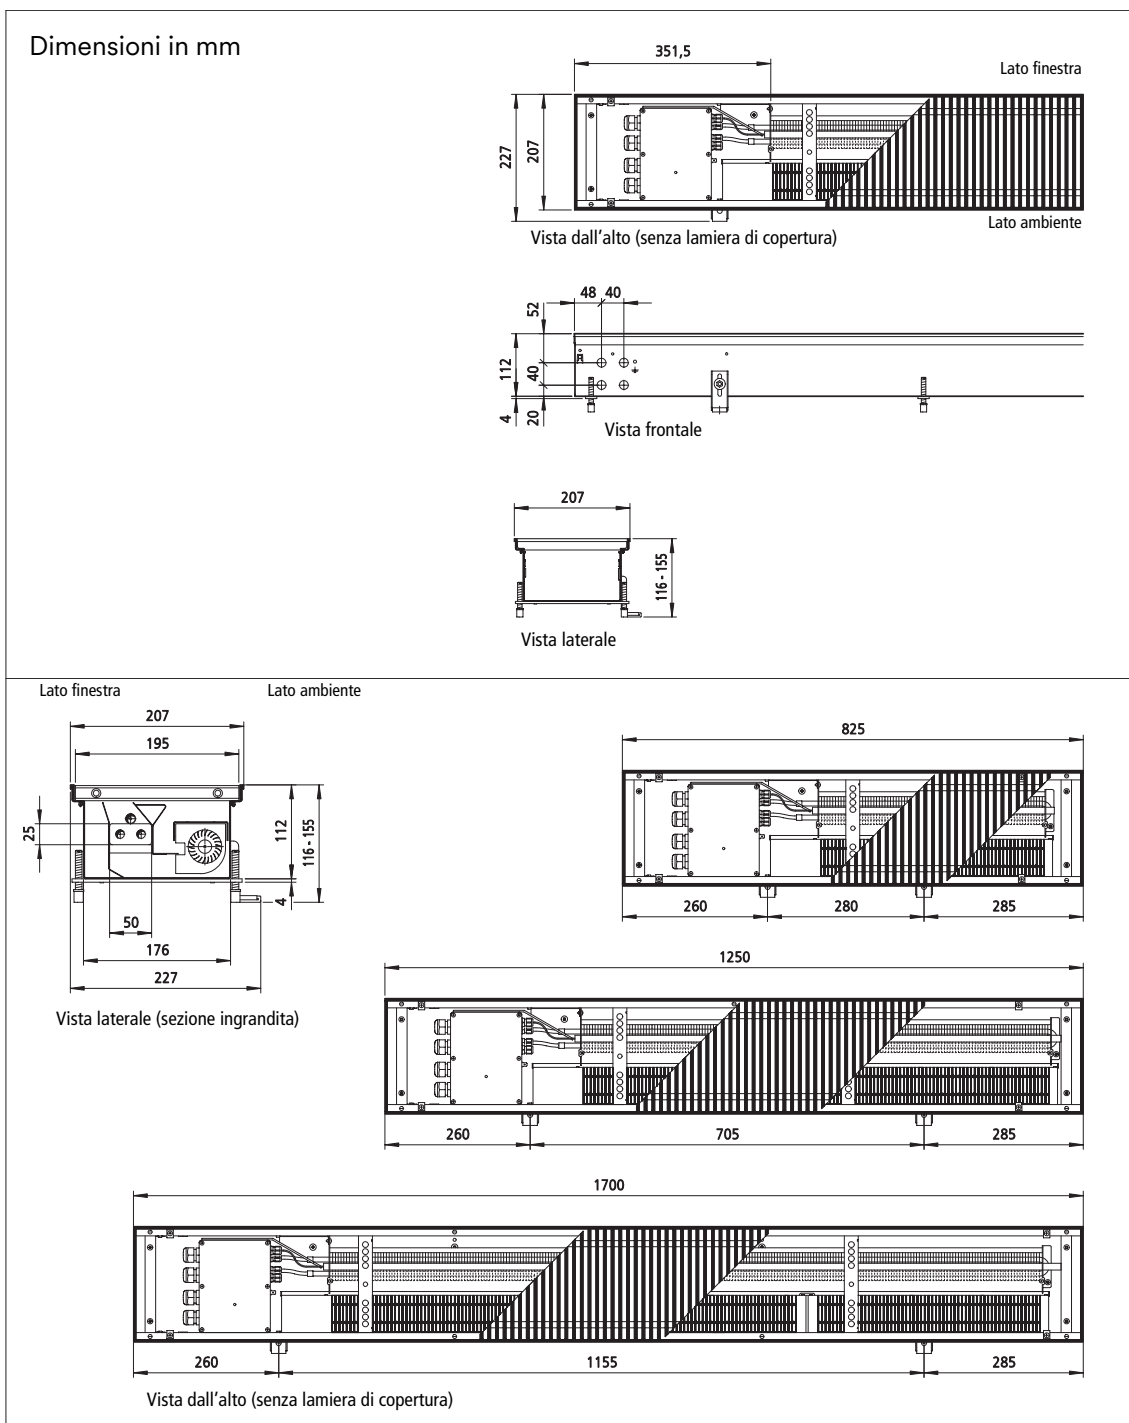 Dimensioni in mm
351,5
Lato finestra
227
207
Lato ambiente
Vista dall'alto (senza lamiera di copertura)
48
40
52
112
40
4
20
Vista frontale
207
116 - 155
Vista laterale
Lato finestra
Lato ambiente
207
195
25
112
116 - 155
4
50
176
227
Vista laterale (sezione ingrandita)
825
260
280
285
1250
260
705
285
1700
260
1155
285
Vista dall'alto (senza lamiera di copertura)